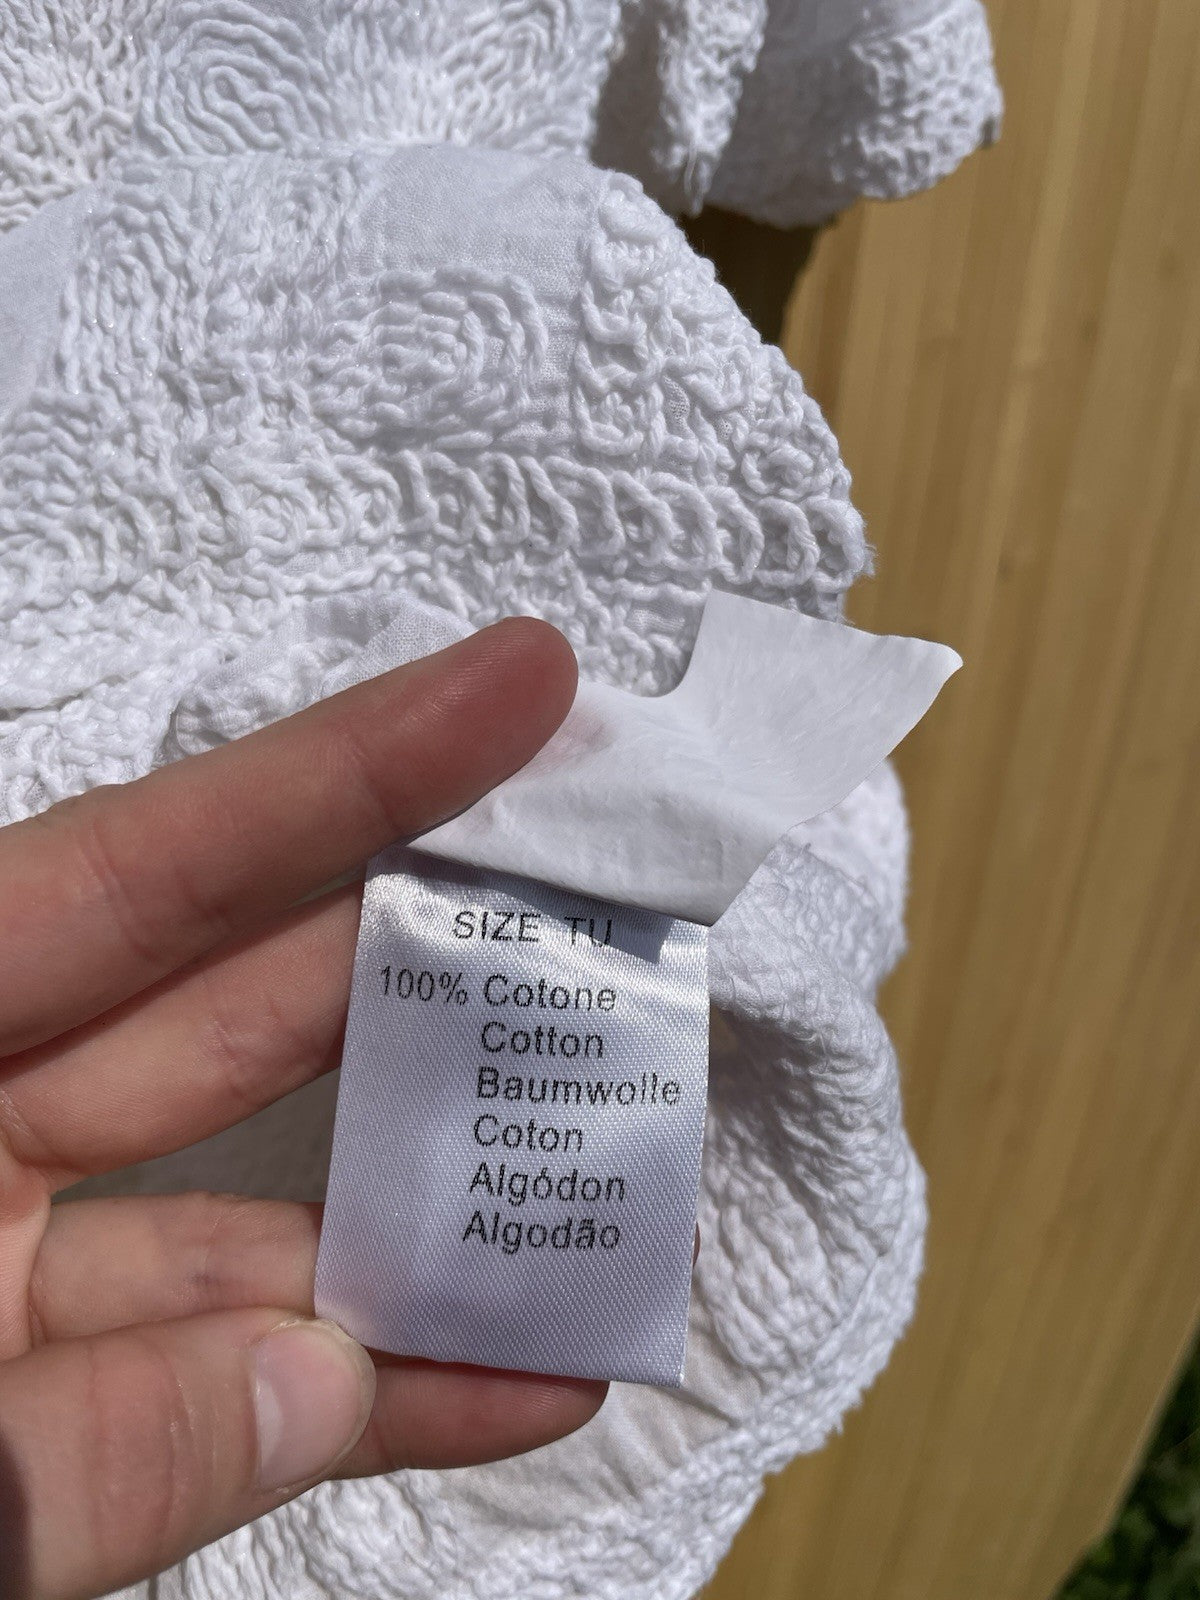 SIZE TU
100% Cotone
Cotton
Baumwolle
Coton
Algódon
Algodão